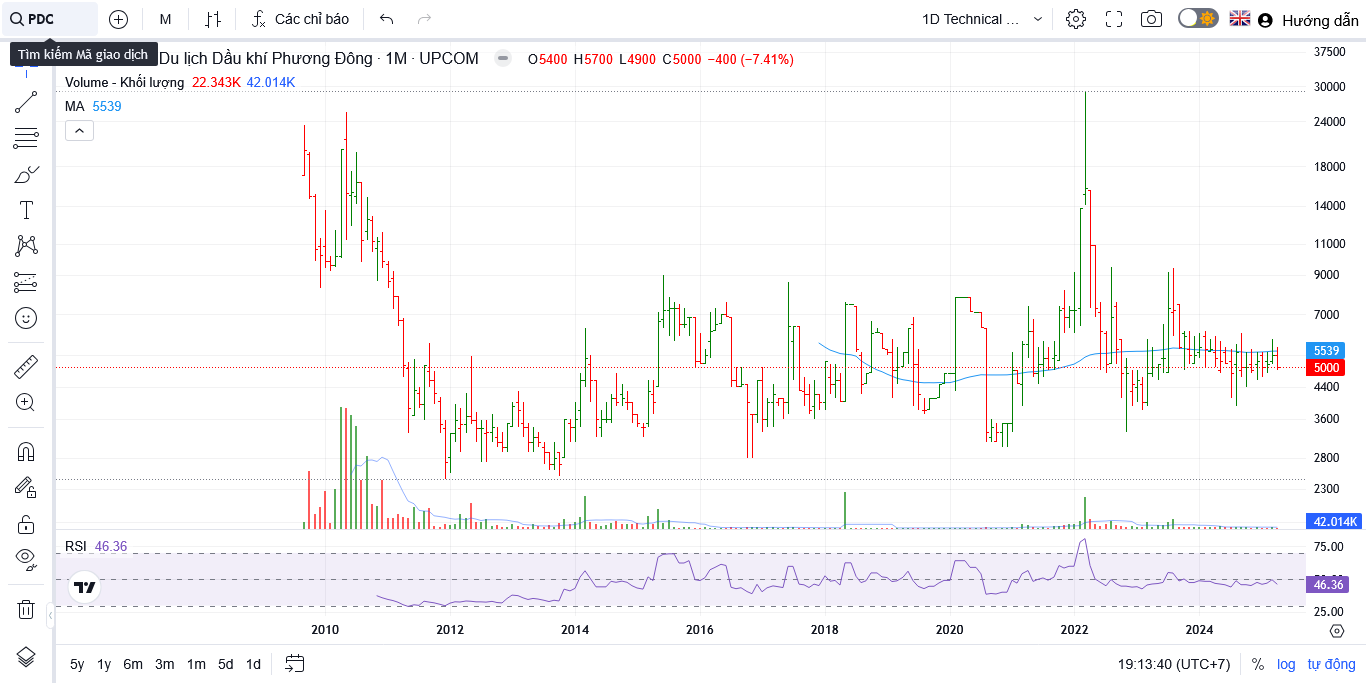 PDC
M
Các chỉ báo
1D Technical ...
Hướng dẫn
Tìm kiếm Mã giao dịch
Du lịch Dầu khí Phương Đông · 1M · UPCOM O5400 H5700 L4900 C5000 −400 (−7.41%)
Volume - Khối lượng 22.343K 42.014K
MA 5539
37500
30000
24000
18000
14000
11000
9000
7000
5539
5000
4400
3600
2800
2300
42.014K
RSI 46.36
75.00
46.36
25.00
2010 2012 2014 2016 2018 2020 2022 2024
5y 1y 6m 3m 1m 5d 1d
19:13:40 (UTC+7) % log tự động